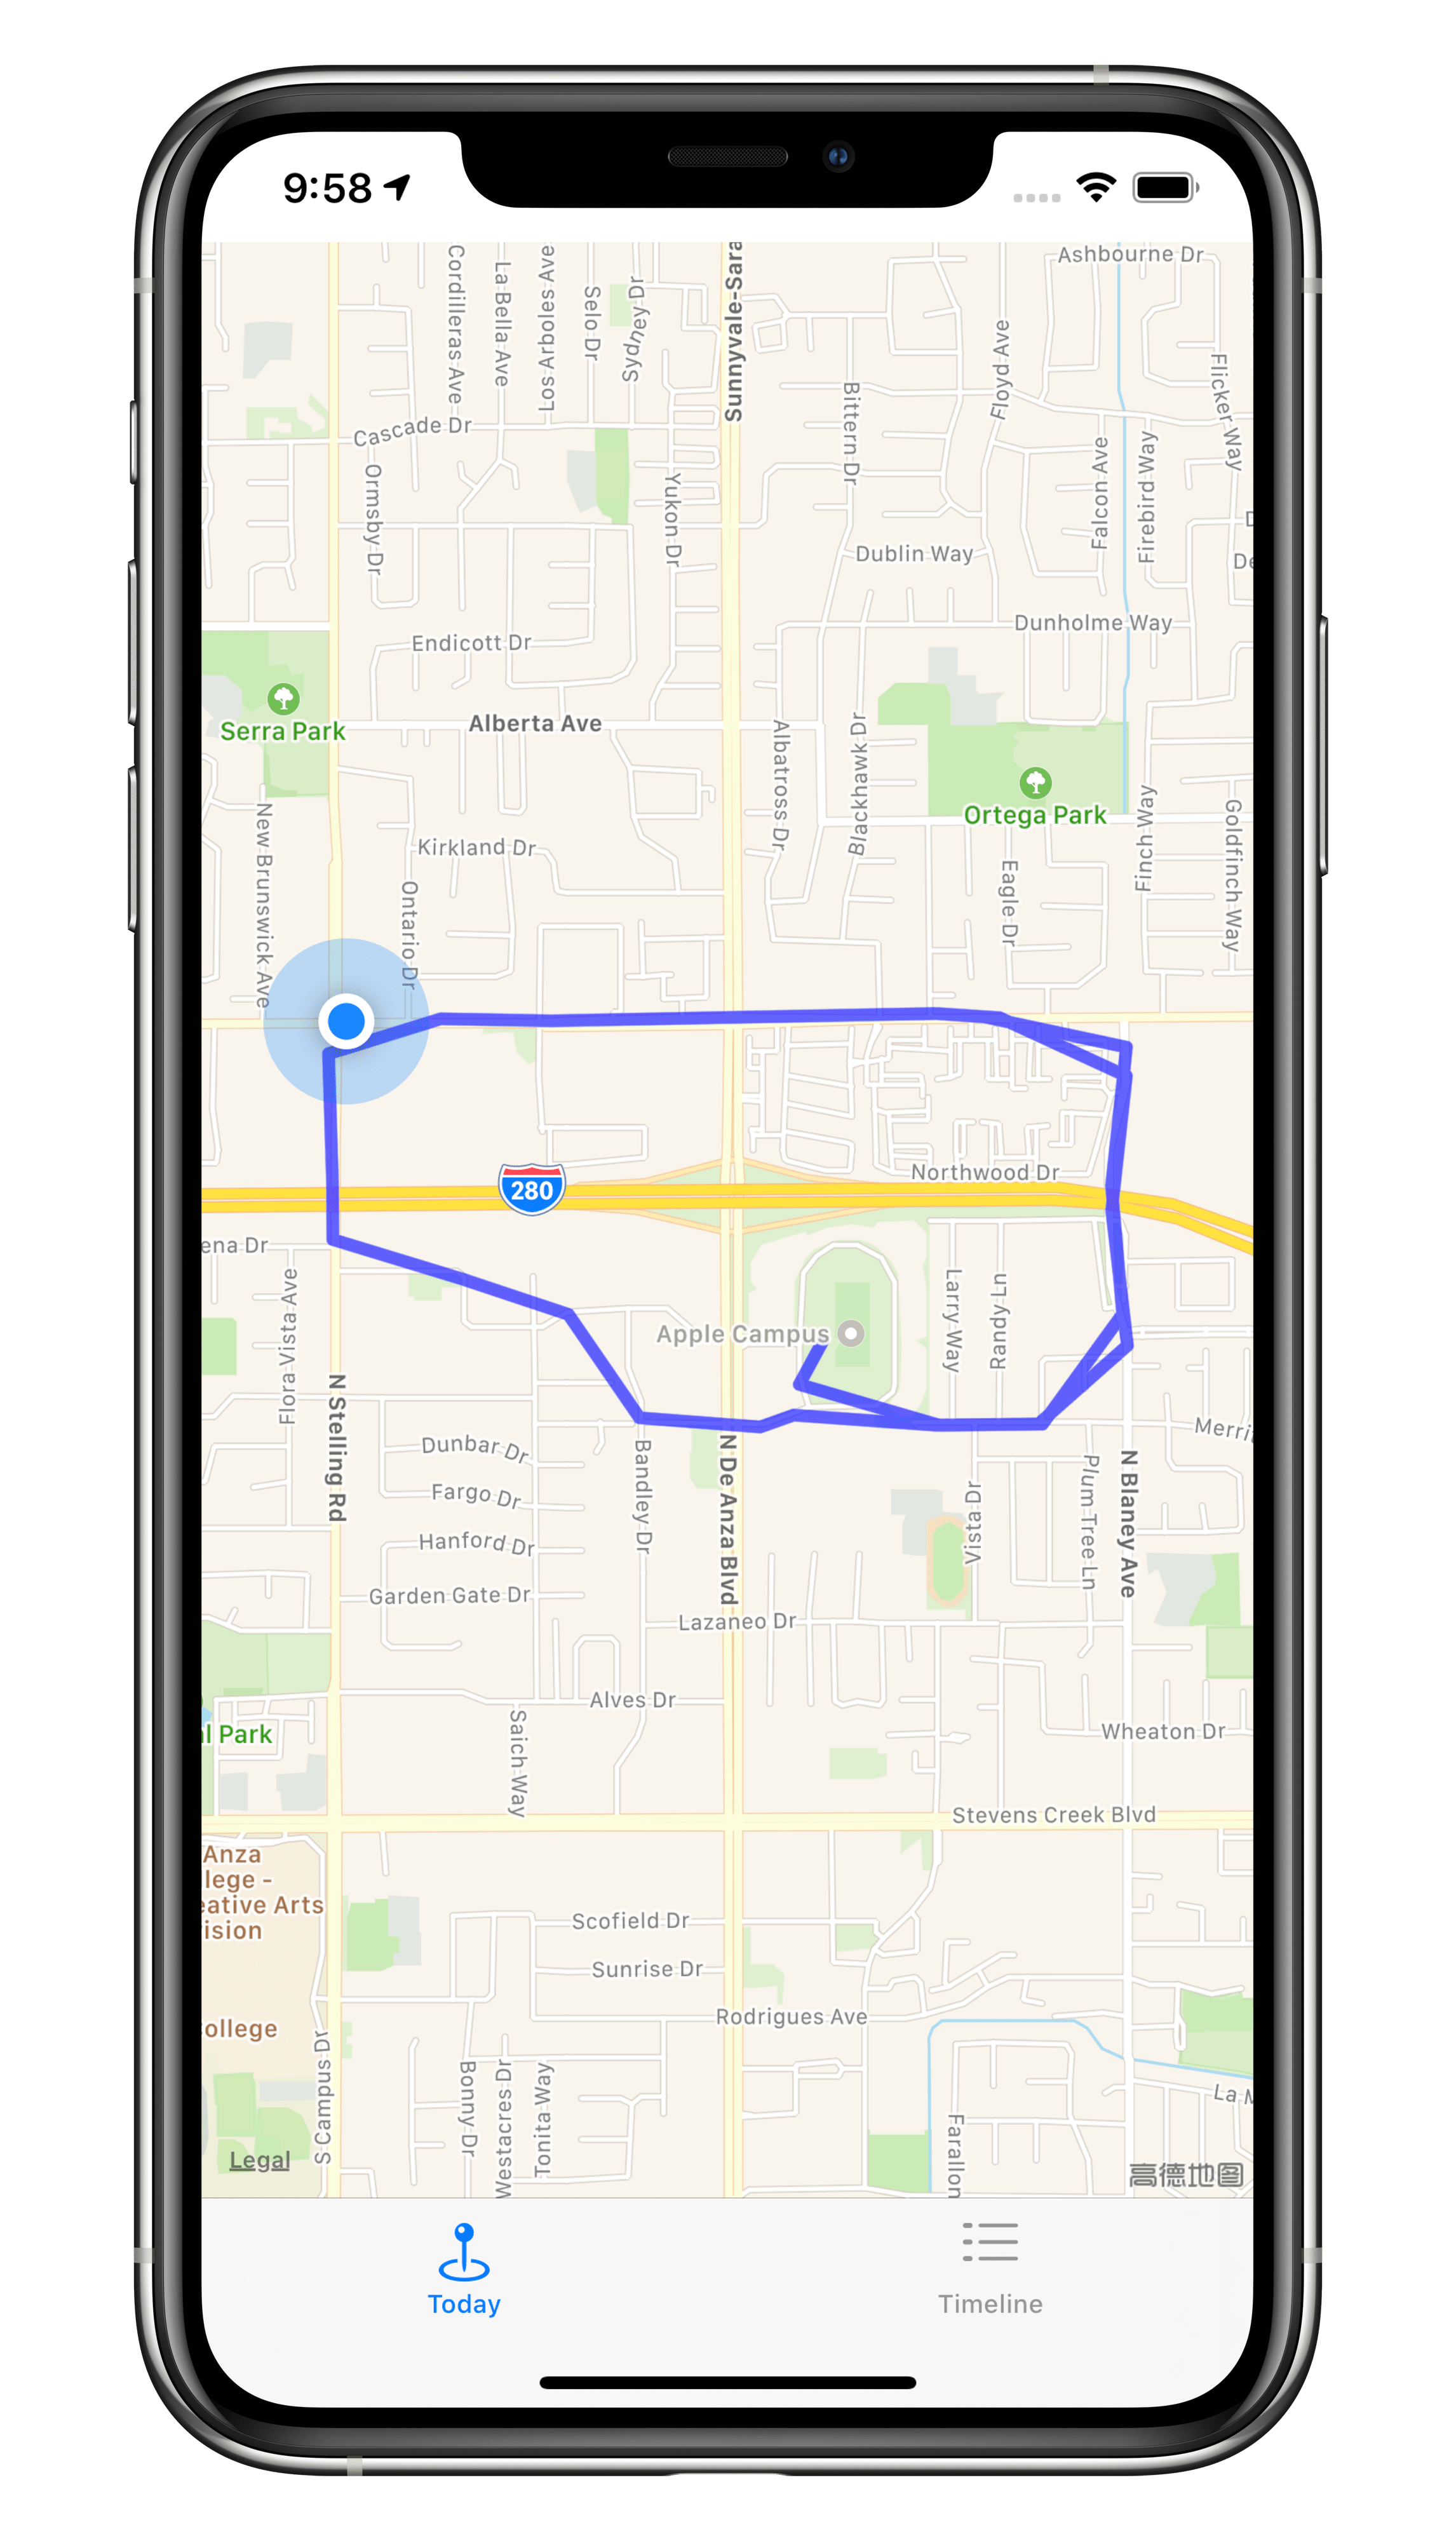 9:58
Ashbourne Dr
Cordilleras Ave
La Bella Ave
Los Arboles Ave
Selo Dr
Sydney Dr
Sunnyvale-Sara
Floyd Ave
Flicker Way
Bittern Dr
Cascade Dr
Ormsby Dr
Yukon Dr
Falcon Ave
Firebird Way
D
De
Dublin Way
Dunholme Way
Endicott Dr
Serra Park
Alberta Ave
Albatross Dr
Blackhawk Dr
Ortega Park
New Brunswick Ave
Kirkland Dr
Ontario Dr
Eagle Dr
Finch Way
Goldfinch Way
Northwood Dr
280
ena Dr
Flora Vista Ave
Apple Campus
Larry Way
Randy Ln
N Stelling Rd
Dunbar Dr
Fargo Dr
Hanford Dr
Garden Gate Dr
Bandley Dr
N De Anza Blvd
Vista Dr
Plum Tree Ln
N Blaney Ave
Merri
Lazaneo Dr
Alves Dr
Saich Way
al Park
Wheaton Dr
Stevens Creek Blvd
Anza
lege -
eative Arts
ision
Scofield Dr
Sunrise Dr
Rodrigues Ave
ollege
S Campus Dr
Bonny Dr
Westacres Dr
Tonita Way
Farallon
La M
Legal
高德地图
Today
Timeline